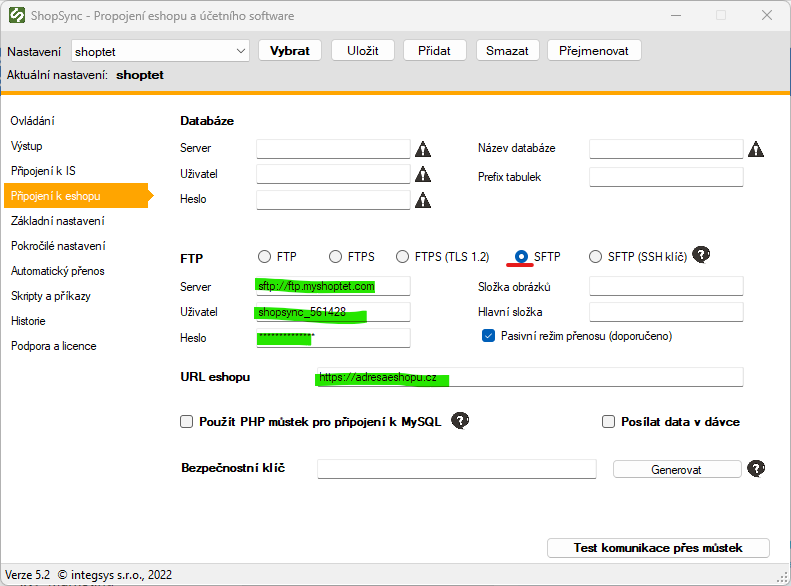 ShopSync - Propojení eshopu a účetního software
Nastavení shoptet Vybrat Uložit Přidat Smazat Přejmenovat
Aktuální nastavení: shoptet
Ovládání
Výstup
Připojení k IS
Připojení k eshopu
Základní nastavení
Pokročilé nastavení
Automatický přenos
Skripty a příkazy
Historie
Podpora a licence
Databáze
Server
Název databáze
Uživatel
Prefix tabulek
Heslo
FTP FTP FTPS FTPS (TLS 1.2) SFTP SFTP (SSH klíč)
Server sftp://ftp.myshoptet.com
Složka obrázků
Uživatel shopsync_561428
Hlavní složka
Heslo **************
Pasivní režim přenosu (doporučeno)
URL eshopu https://adresaeshopu.cz
Použít PHP můstek pro připojení k MySQL
Posílat data v dávce
Bezpečnostní klíč Generovat
Test komunikace přes můstek
Verze 5.2 © integsys s.r.o., 2022